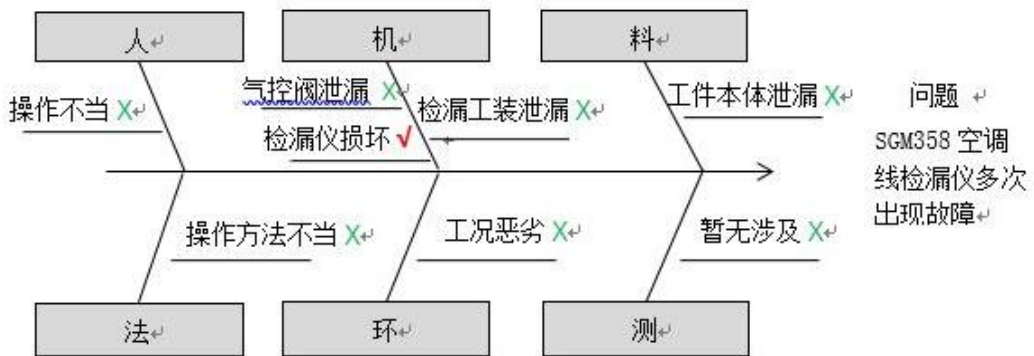 人
机
料
操作不当 X
气控阀泄漏 X
检漏仪损坏 √
检漏工装泄漏 X
工件本体泄漏 X
问题
SGM358 空调
线检漏仪多次
出现故障
操作方法不当 X
工况恶劣 X
暂无涉及 X
法
环
测